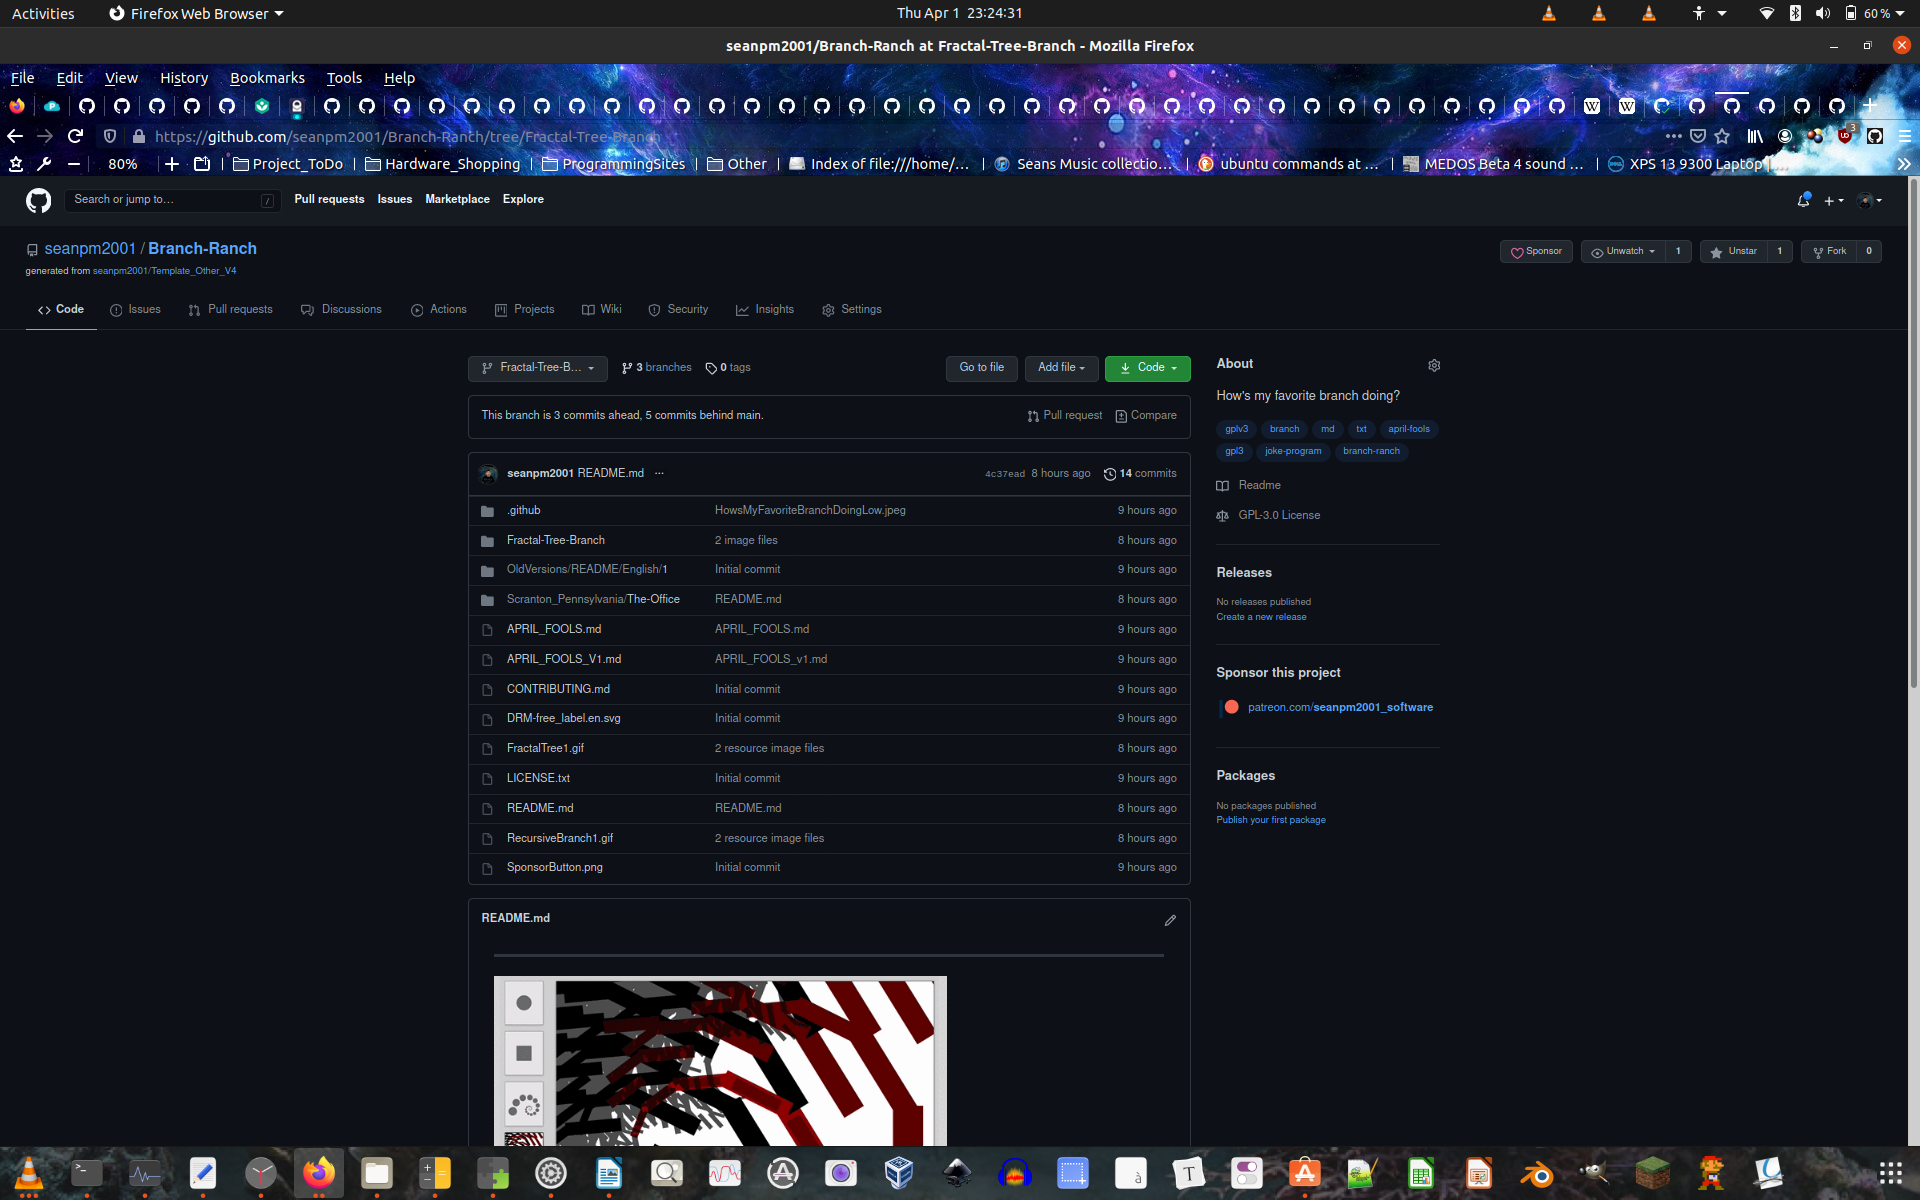 Activities Firefox Web Browser Thu Apr 1 23:24:31 60 %
seanpm2001/Branch-Ranch at Fractal-Tree-Branch - Mozilla Firefox
File Edit View History Bookmarks Tools Help
https://github.com/seanpm2001/Branch-Ranch/tree/Fractal-Tree-Branch 3
80% Project_ToDo Hardware_Shopping ProgrammingSites Other Index of file:///home/... Seans Music collectio... ubuntu commands at ... MEDOS Beta 4 sound ... XPS 13 9300 Laptop
Search or jump to... / Pull requests Issues Marketplace Explore
seanpm2001 / Branch-Ranch Sponsor Unwatch 1 Unstar 1 Fork 0
generated from seanpm2001/Template_Other_V4
Code Issues Pull requests Discussions Actions Projects Wiki Security Insights Settings
Fractal-Tree-B... 3 branches 0 tags Go to file Add file Code
This branch is 3 commits ahead, 5 commits behind main. Pull request Compare
seanpm2001 README.md ... 4c37ead 8 hours ago 14 commits
.github HowsMyFavoriteBranchDoingLow.jpeg 9 hours ago
Fractal-Tree-Branch 2 image files 8 hours ago
OldVersions/README/English/1 Initial commit 9 hours ago
Scranton_Pennsylvania/The-Office README.md 8 hours ago
APRIL_FOOLS.md APRIL_FOOLS.md 9 hours ago
APRIL_FOOLS_V1.md APRIL_FOOLS_v1.md 9 hours ago
CONTRIBUTING.md Initial commit 9 hours ago
DRM-free_label.en.svg Initial commit 9 hours ago
FractalTree1.gif 2 resource image files 8 hours ago
LICENSE.txt Initial commit 9 hours ago
README.md README.md 8 hours ago
RecursiveBranch1.gif 2 resource image files 8 hours ago
SponsorButton.png Initial commit 9 hours ago
README.md
About
How's my favorite branch doing?
gplv3 branch md txt april-fools
gpl3 joke-program branch-ranch
Readme
GPL-3.0 License
Releases
No releases published
Create a new release
Sponsor this project
patreon.com/seanpm2001_software
Packages
No packages published
Publish your first package